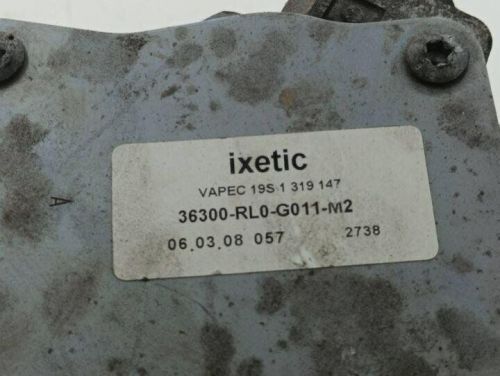 ixetic
VAPEC 19S 1 319 147
36300-RL0-G011-M2
06.03.08 057 2738
A